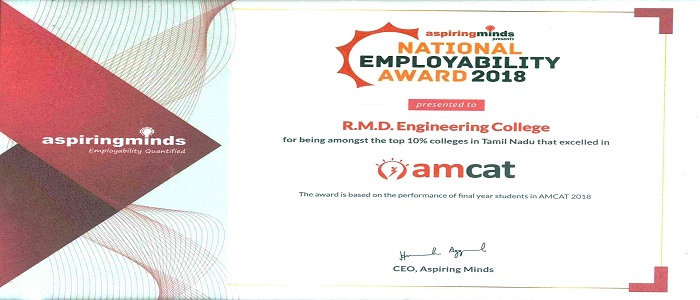 aspiringminds
Employability Quantified
aspiringminds
presents
NATIONAL
EMPLOYABILITY
AWARD 2018
presented to
R.M.D. Engineering College
for being amongst the top 10% colleges in Tamil Nadu that excelled in
amcat
The award is based on the performance of final year students in AMCAT 2018
CEO, Aspiring Minds